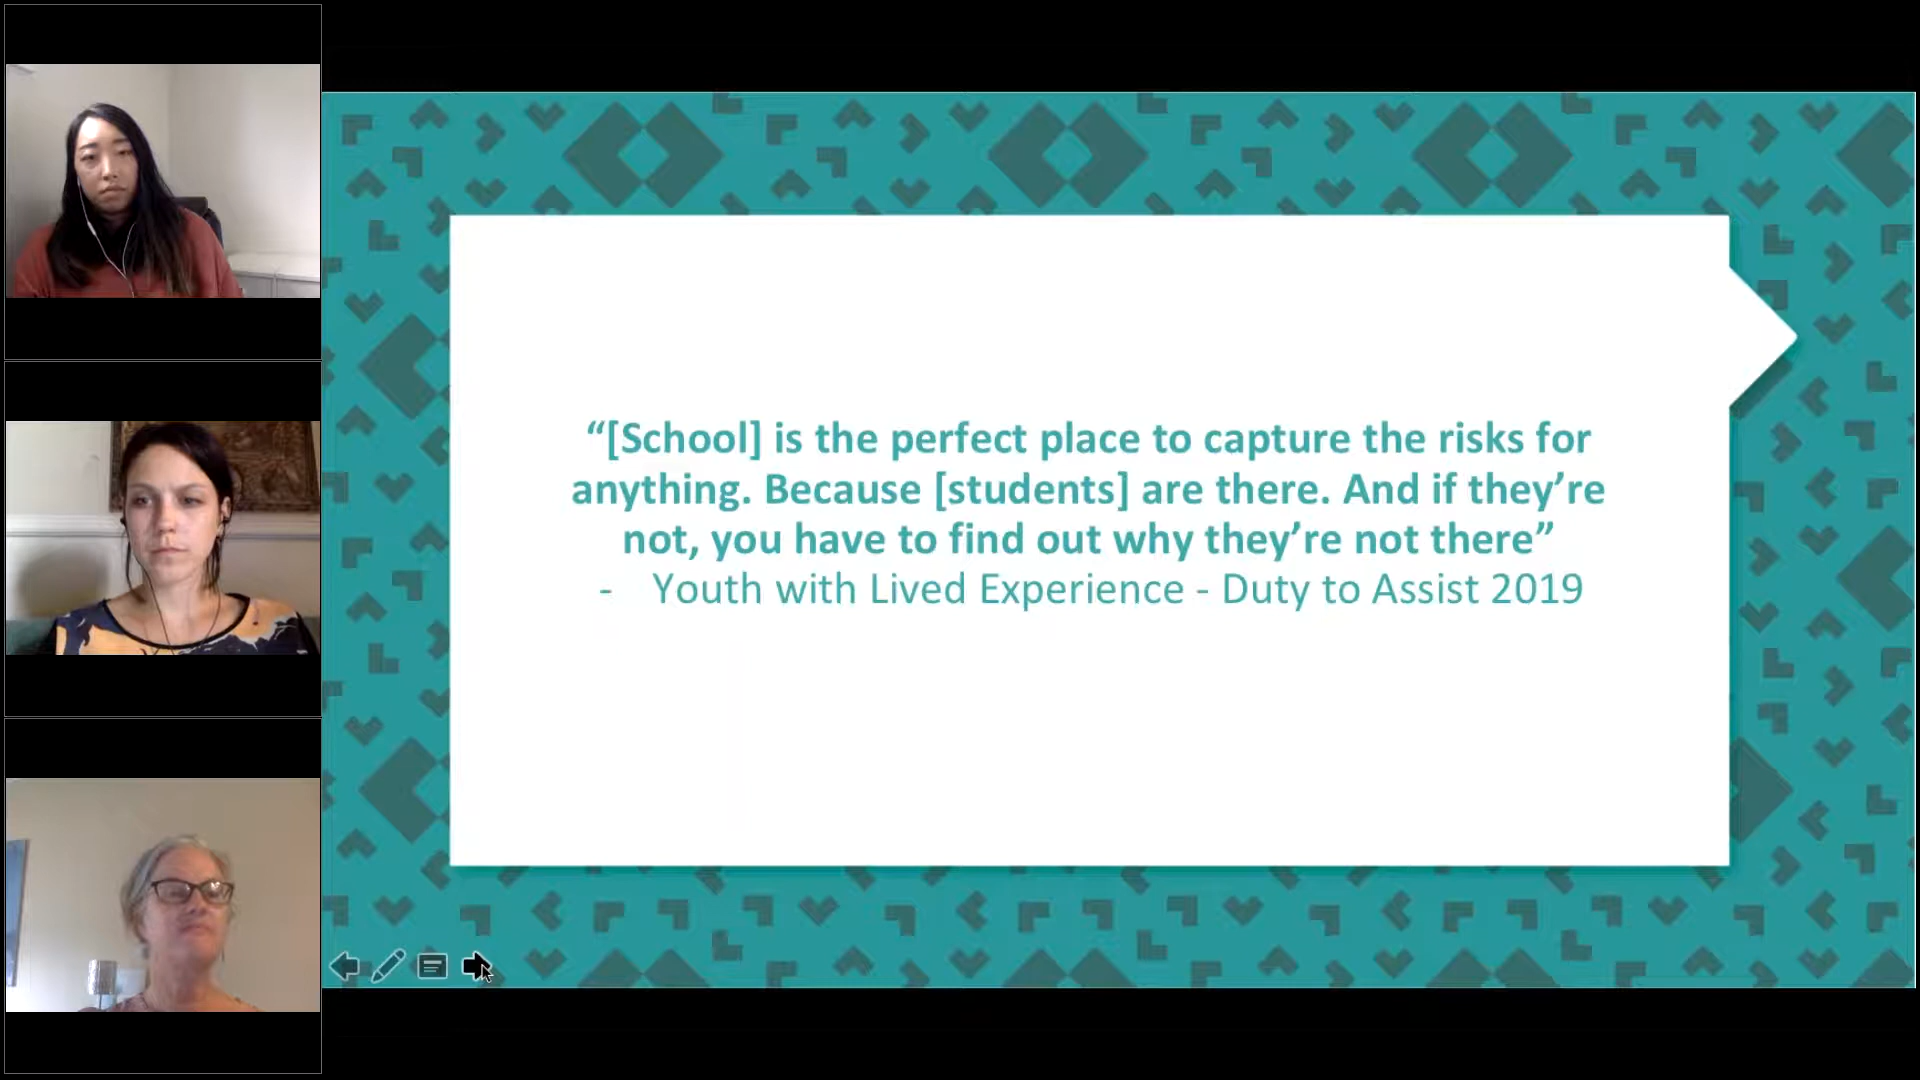 “[School] is the perfect place to capture the risks for
anything. Because [students] are there. And if they’re
not, you have to find out why they’re not there”
- Youth with Lived Experience - Duty to Assist 2019